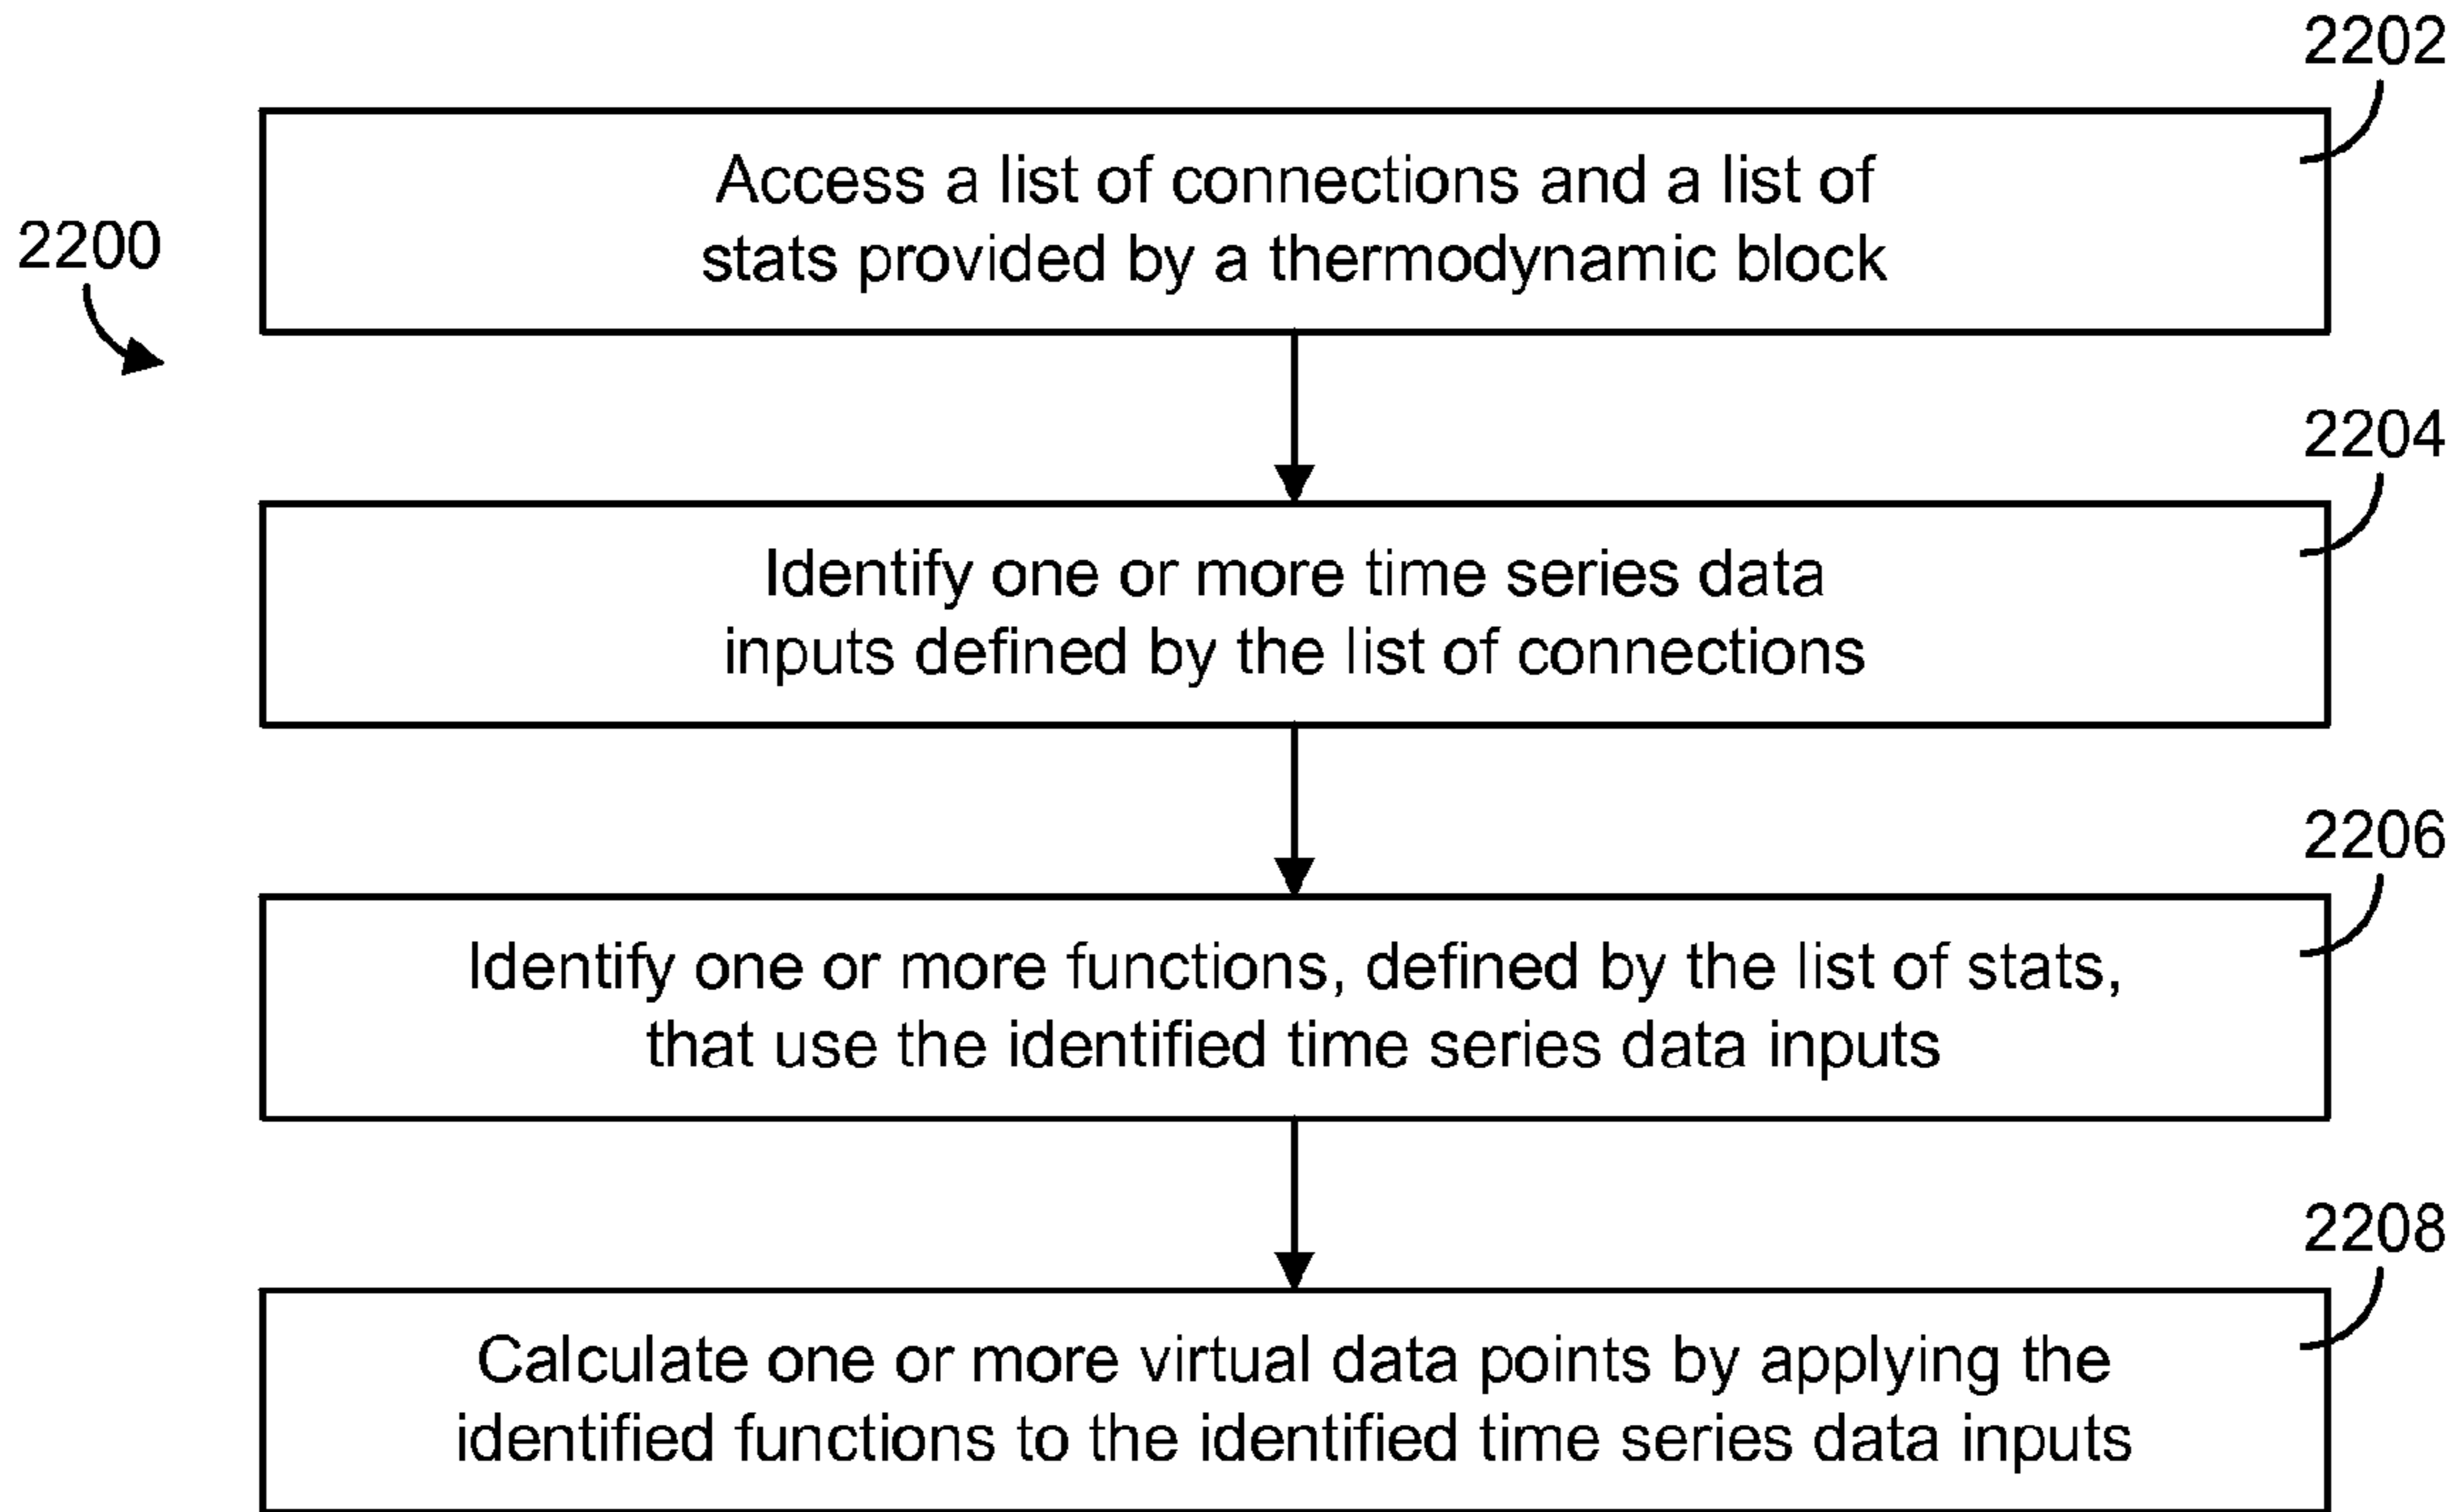 2202
Access a list of connections and a list of
stats provided by a thermodynamic block
2200
2204
Identify one or more time series data
inputs defined by the list of connections
2206
Identify one or more functions, defined by the list of stats,
that use the identified time series data inputs
2208
Calculate one or more virtual data points by applying the
identified functions to the identified time series data inputs